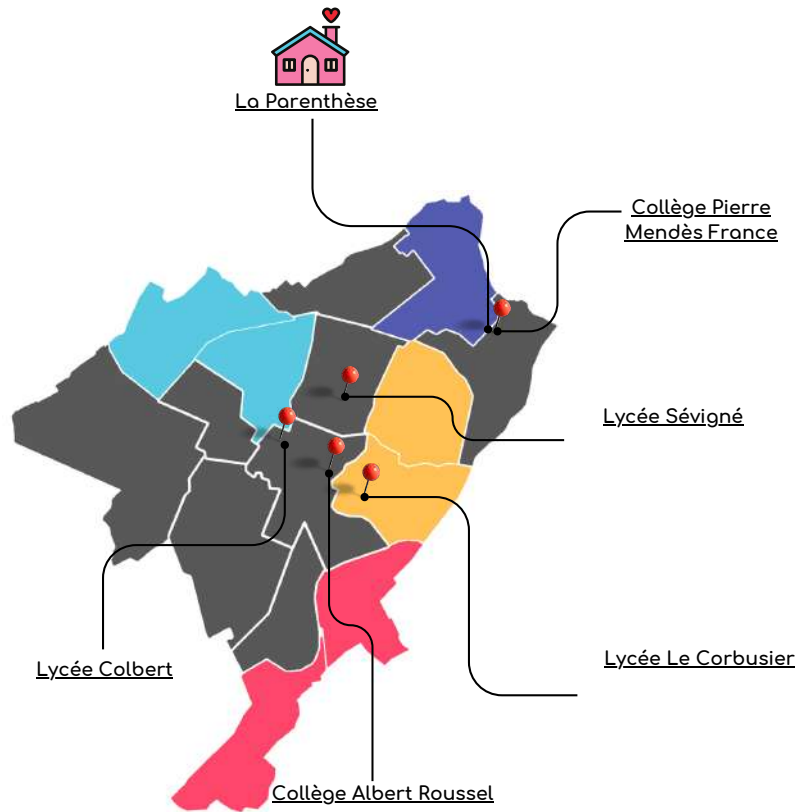 La Parenthèse
Collège Pierre
Mendès France
Lycée Sévigné
Lycée Colbert
Lycée Le Corbusier
Collège Albert Roussel